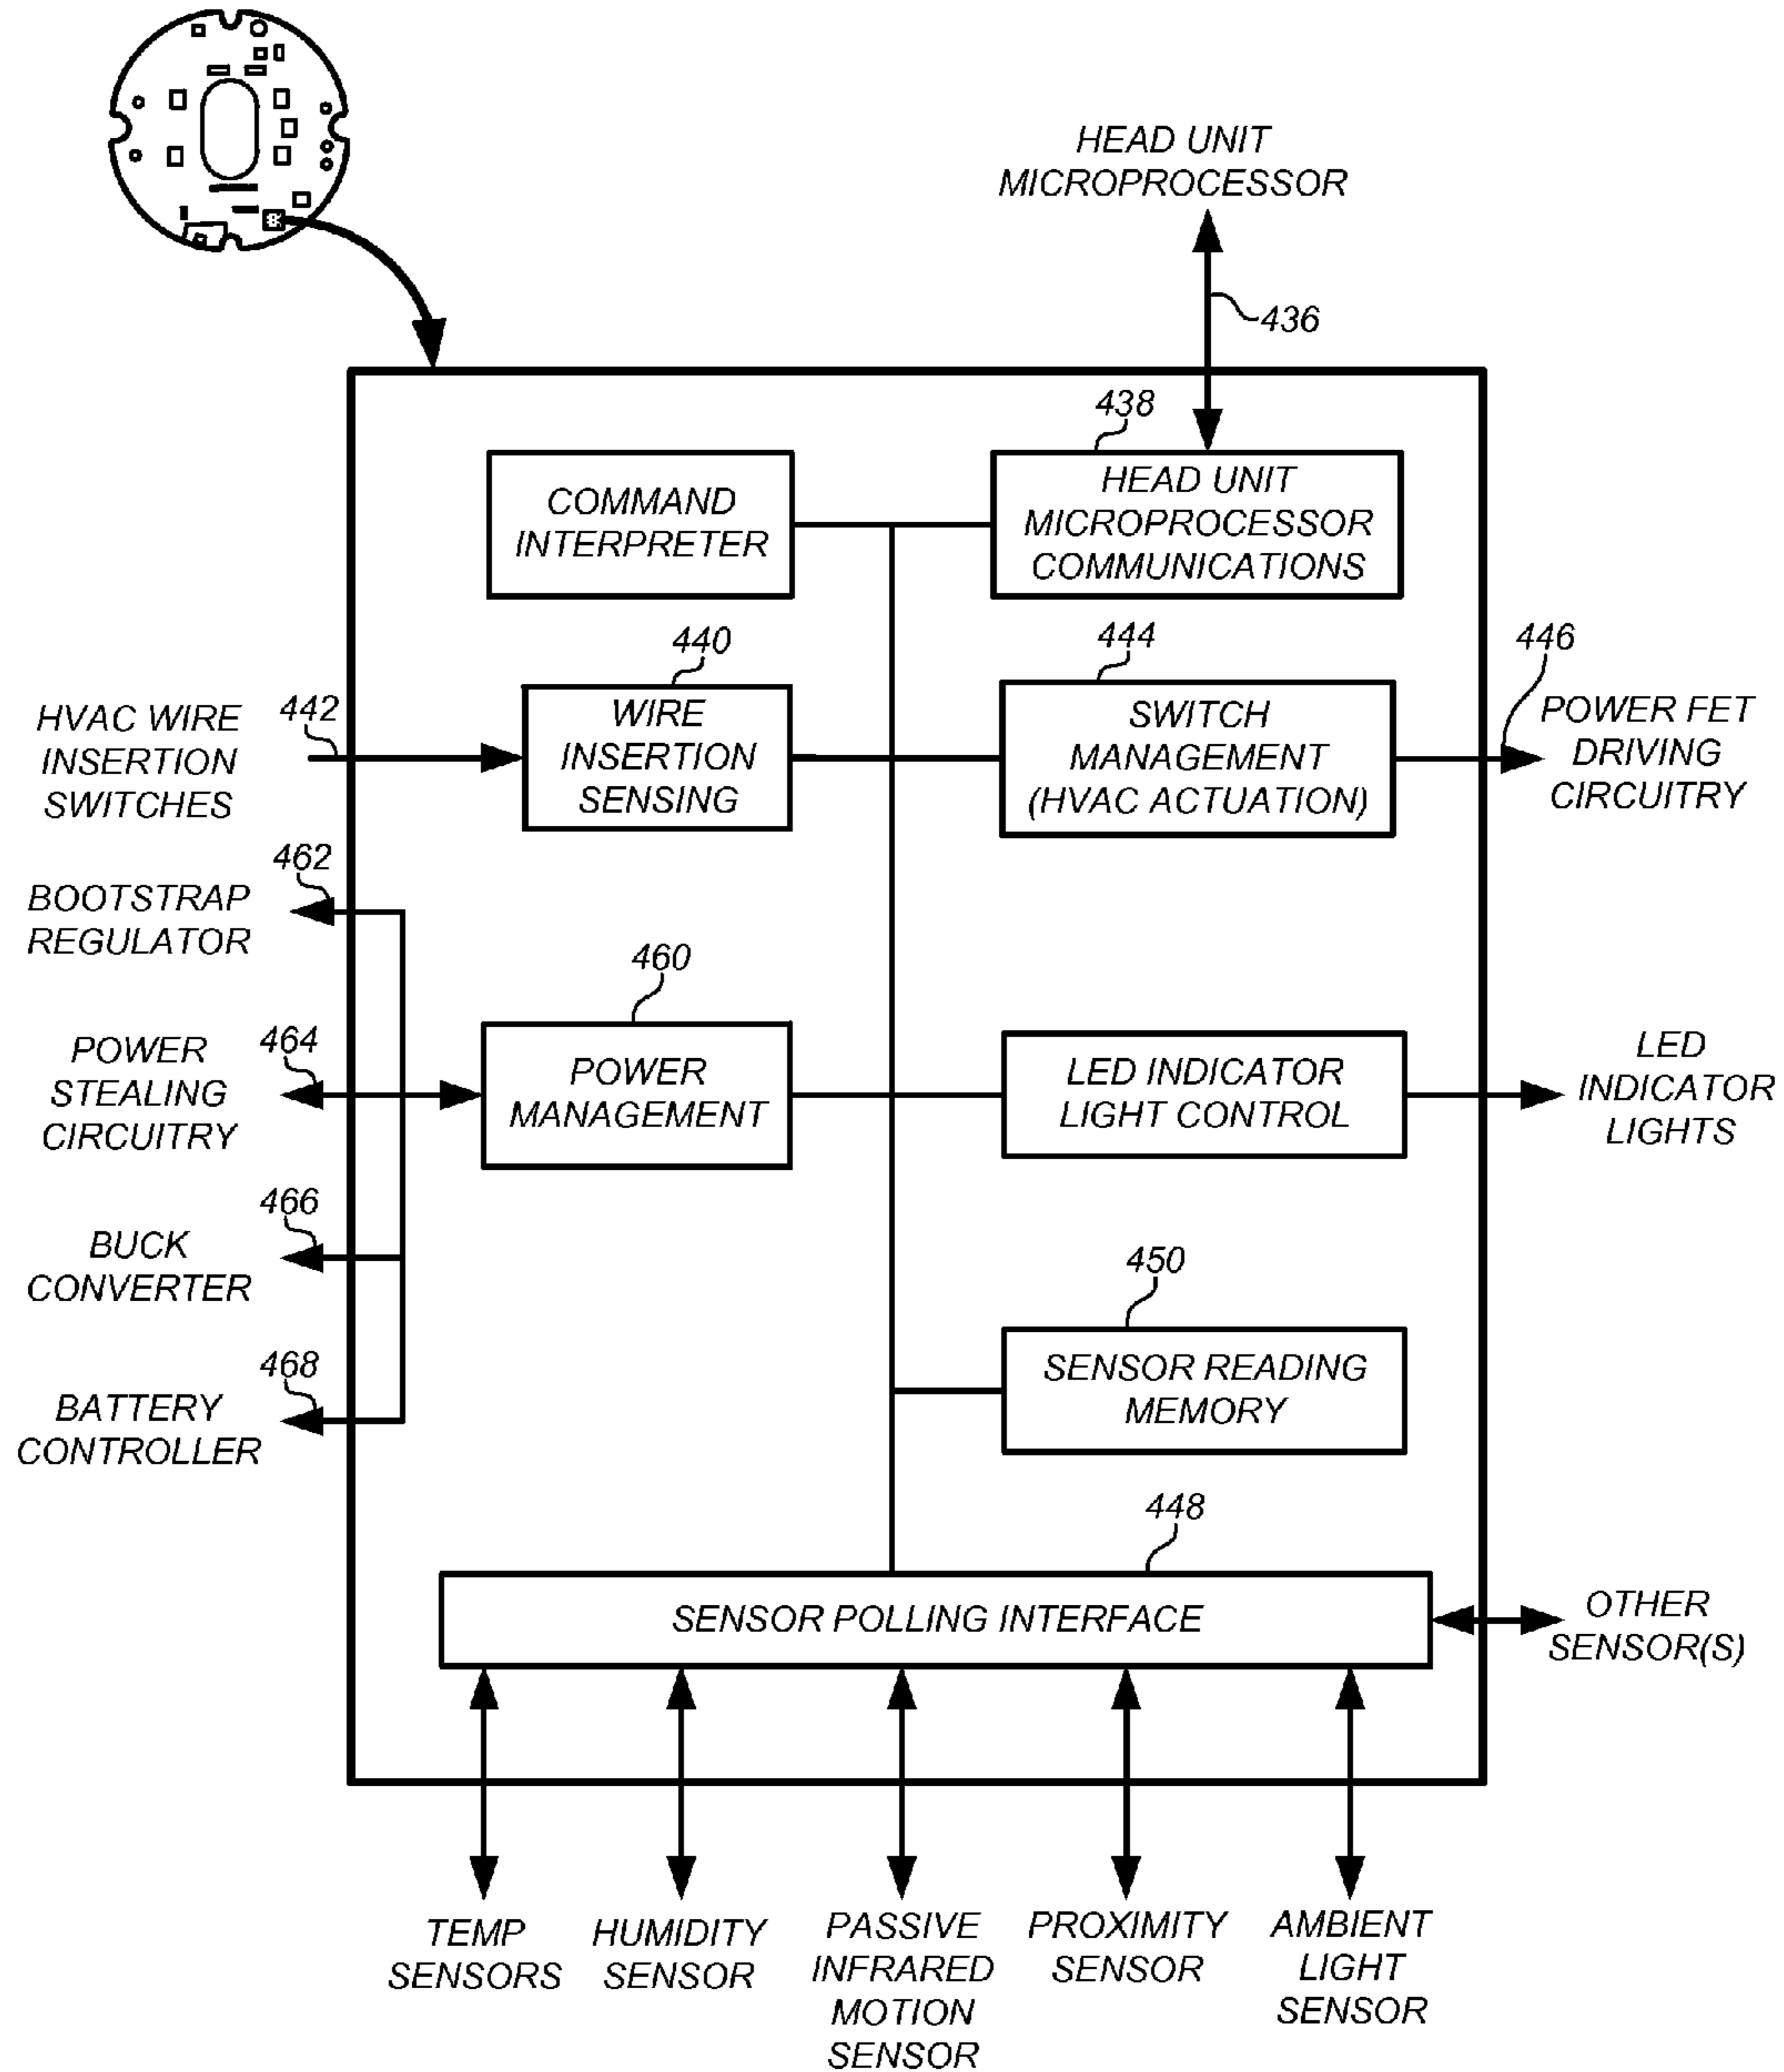 HEAD UNIT
MICROPROCESSOR
436
438
COMMAND
INTERPRETER
HEAD UNIT
MICROPROCESSOR
COMMUNICATIONS
440
444
446
HVAC WIRE
INSERTION
SWITCHES
442
WIRE
INSERTION
SENSING
SWITCH
MANAGEMENT
(HVAC ACTUATION)
POWER FET
DRIVING
CIRCUITRY
462
BOOTSTRAP
REGULATOR
460
464
POWER
STEALING
CIRCUITRY
POWER
MANAGEMENT
LED INDICATOR
LIGHT CONTROL
LED
INDICATOR
LIGHTS
466
BUCK
CONVERTER
450
468
BATTERY
CONTROLLER
SENSOR READING
MEMORY
448
SENSOR POLLING INTERFACE
OTHER
SENSOR(S)
TEMP
SENSORS
HUMIDITY
SENSOR
PASSIVE
INFRARED
MOTION
SENSOR
PROXIMITY
SENSOR
AMBIENT
LIGHT
SENSOR